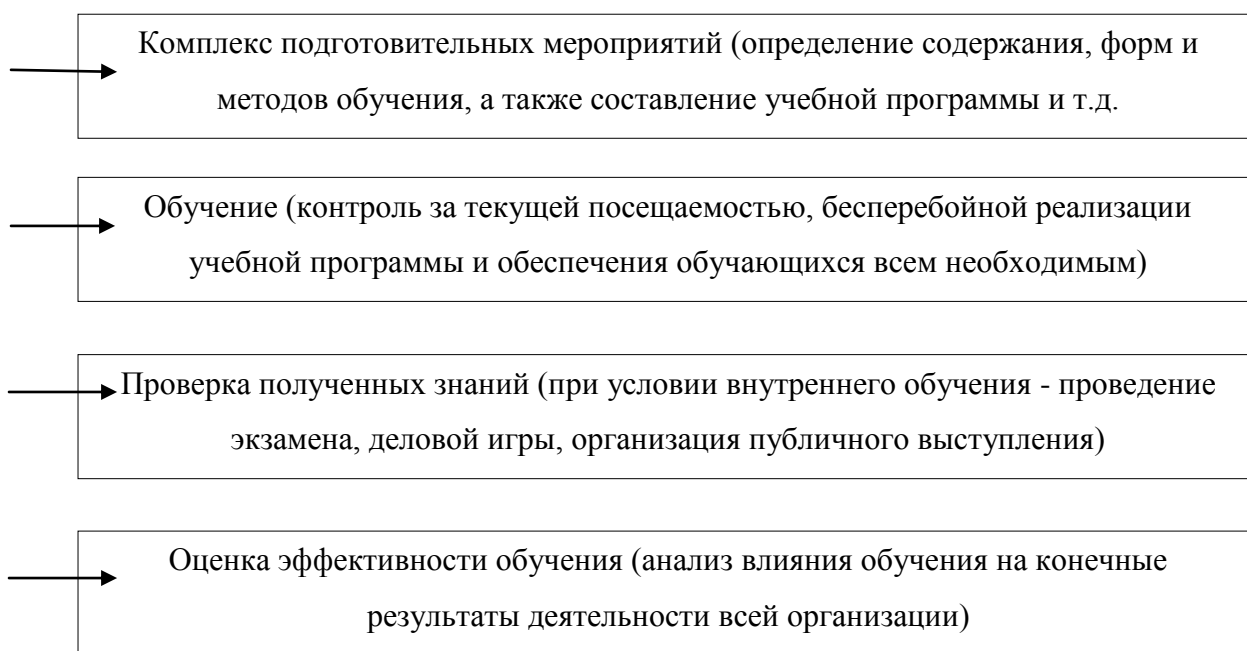 Комплекс подготовительных мероприятий (определение содержания, форм и
методов обучения, а также составление учебной программы и т.д.
Обучение (контроль за текущей посещаемостью, бесперебойной реализации
учебной программы и обеспечения обучающихся всем необходимым)
Проверка полученных знаний (при условии внутреннего обучения - проведение
экзамена, деловой игры, организация публичного выступления)
Оценка эффективности обучения (анализ влияния обучения на конечные
результаты деятельности всей организации)